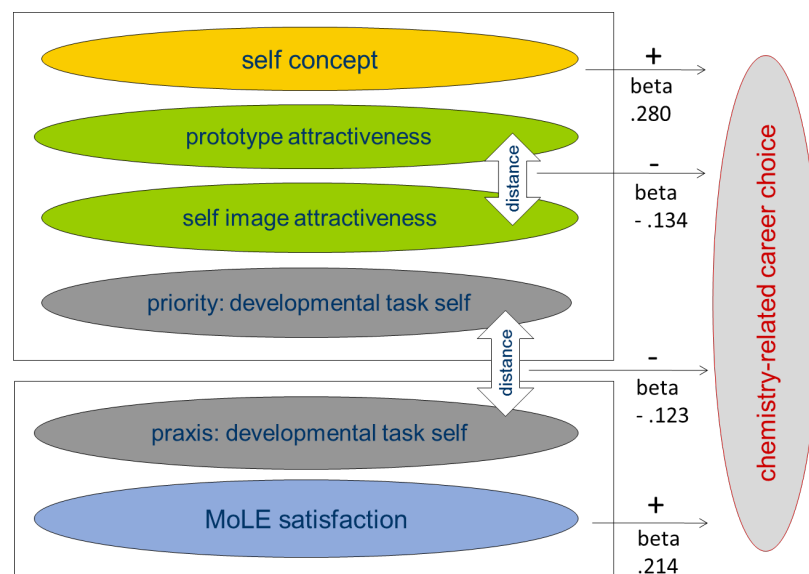 self concept
+
beta
.280
prototype attractiveness
distance
-
beta
- .134
self image attractiveness
priority: developmental task self
distance
-
beta
- .123
praxis: developmental task self
MoLE satisfaction
+
beta
.214
chemistry-related career choice